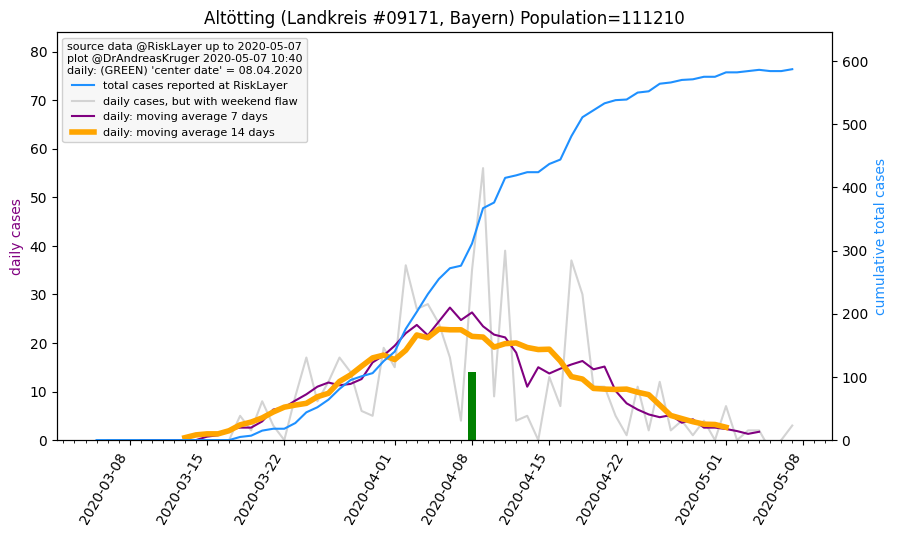 Altötting (Landkreis #09171, Bayern) Population=111210
source data @RiskLayer up to 2020-05-07
plot @DrAndreasKruger 2020-05-07 10:40
daily: (GREEN) 'center date' = 08.04.2020
total cases reported at RiskLayer
daily cases, but with weekend flaw
daily: moving average 7 days
daily: moving average 14 days
daily cases
80
70
60
50
40
30
20
10
0
cumulative total cases
600
500
400
300
200
100
0
2020-03-08
2020-03-15
2020-03-22
2020-04-01
2020-04-08
2020-04-15
2020-04-22
2020-05-01
2020-05-08